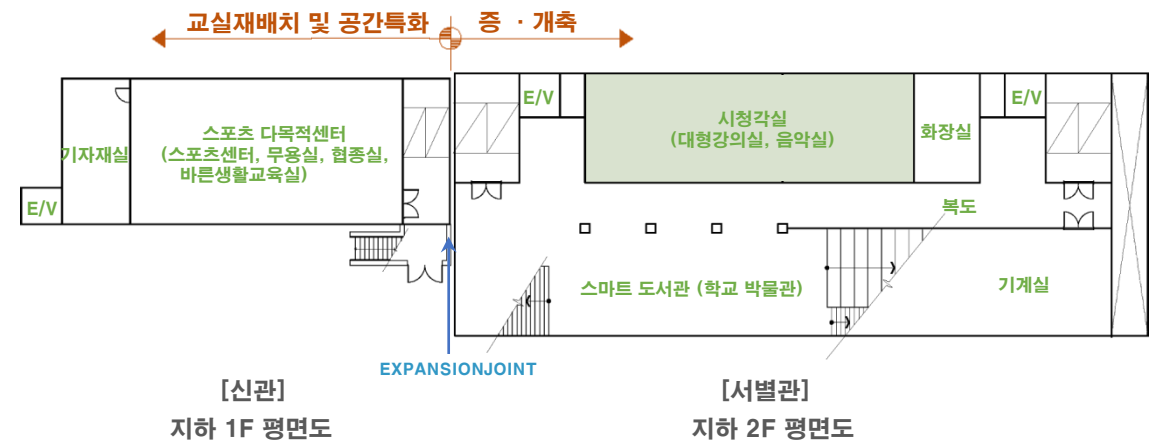 교실재배치 및 공간특화
증 · 개축
E/V
E/V
시청각실
(대형강의실, 음악실)
화장실
스포츠 다목적센터
(스포츠센터, 무용실, 협종실,
바른생활교육실)
기자재실
E/V
복도
스마트 도서관 (학교 박물관)
기계실
EXPANSIONJOINT
[신관]
지하 1F 평면도
[서별관]
지하 2F 평면도